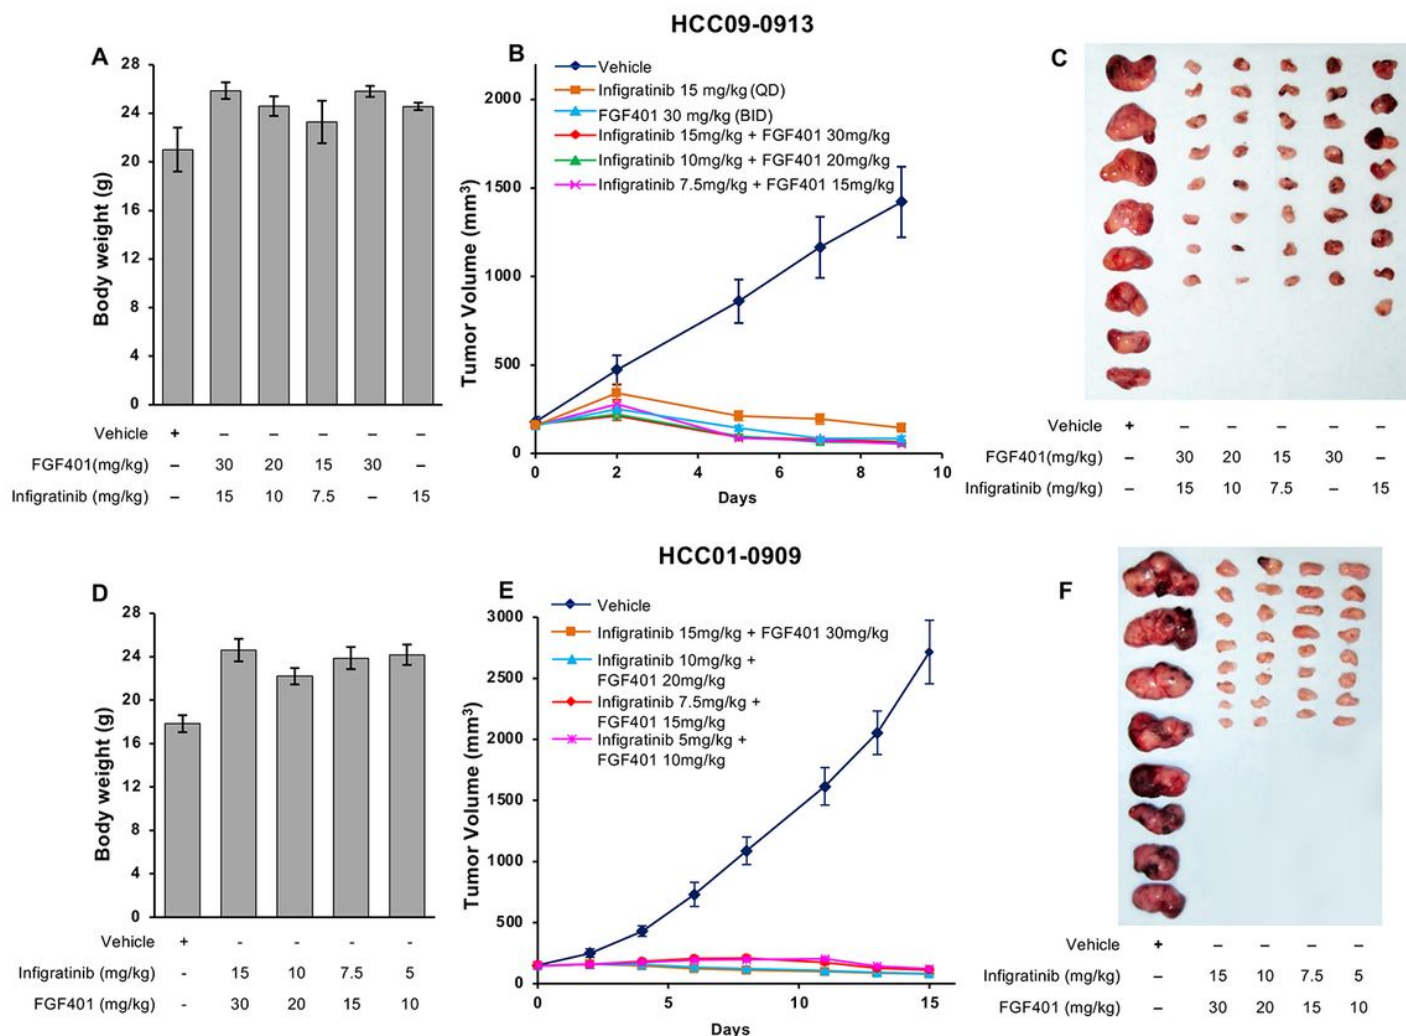 HCC09-0913
A
28
24
20
16
12
8
4
0
Body weight (g)
Vehicle + – – – – –
FGF401(mg/kg) – 30 20 15 30 –
Infigratinib (mg/kg) – 15 10 7.5 – 15
B
Vehicle
Infigratinib 15 mg/kg (QD)
FGF401 30 mg/kg (BID)
Infigratinib 15mg/kg + FGF401 30mg/kg
Infigratinib 10mg/kg + FGF401 20mg/kg
Infigratinib 7.5mg/kg + FGF401 15mg/kg
2000
1500
1000
500
0
Tumor Volume (mm³)
0 2 4 6 8 10
Days
C
Vehicle + – – – – –
FGF401(mg/kg) – 30 20 15 30 –
Infigratinib (mg/kg) – 15 10 7.5 – 15
HCC01-0909
D
28
24
20
16
12
8
4
0
Body weight (g)
Vehicle + - - - -
Infigratinib (mg/kg) - 15 10 7.5 5
FGF401 (mg/kg) - 30 20 15 10
E
Vehicle
Infigratinib 15mg/kg + FGF401 30mg/kg
Infigratinib 10mg/kg +
FGF401 20mg/kg
Infigratinib 7.5mg/kg +
FGF401 15mg/kg
Infigratinib 5mg/kg +
FGF401 10mg/kg
3000
2500
2000
1500
1000
500
0
Tumor Volume (mm³)
0 5 10 15
Days
F
Vehicle + – – – –
Infigratinib (mg/kg) – 15 10 7.5 5
FGF401 (mg/kg) – 30 20 15 10